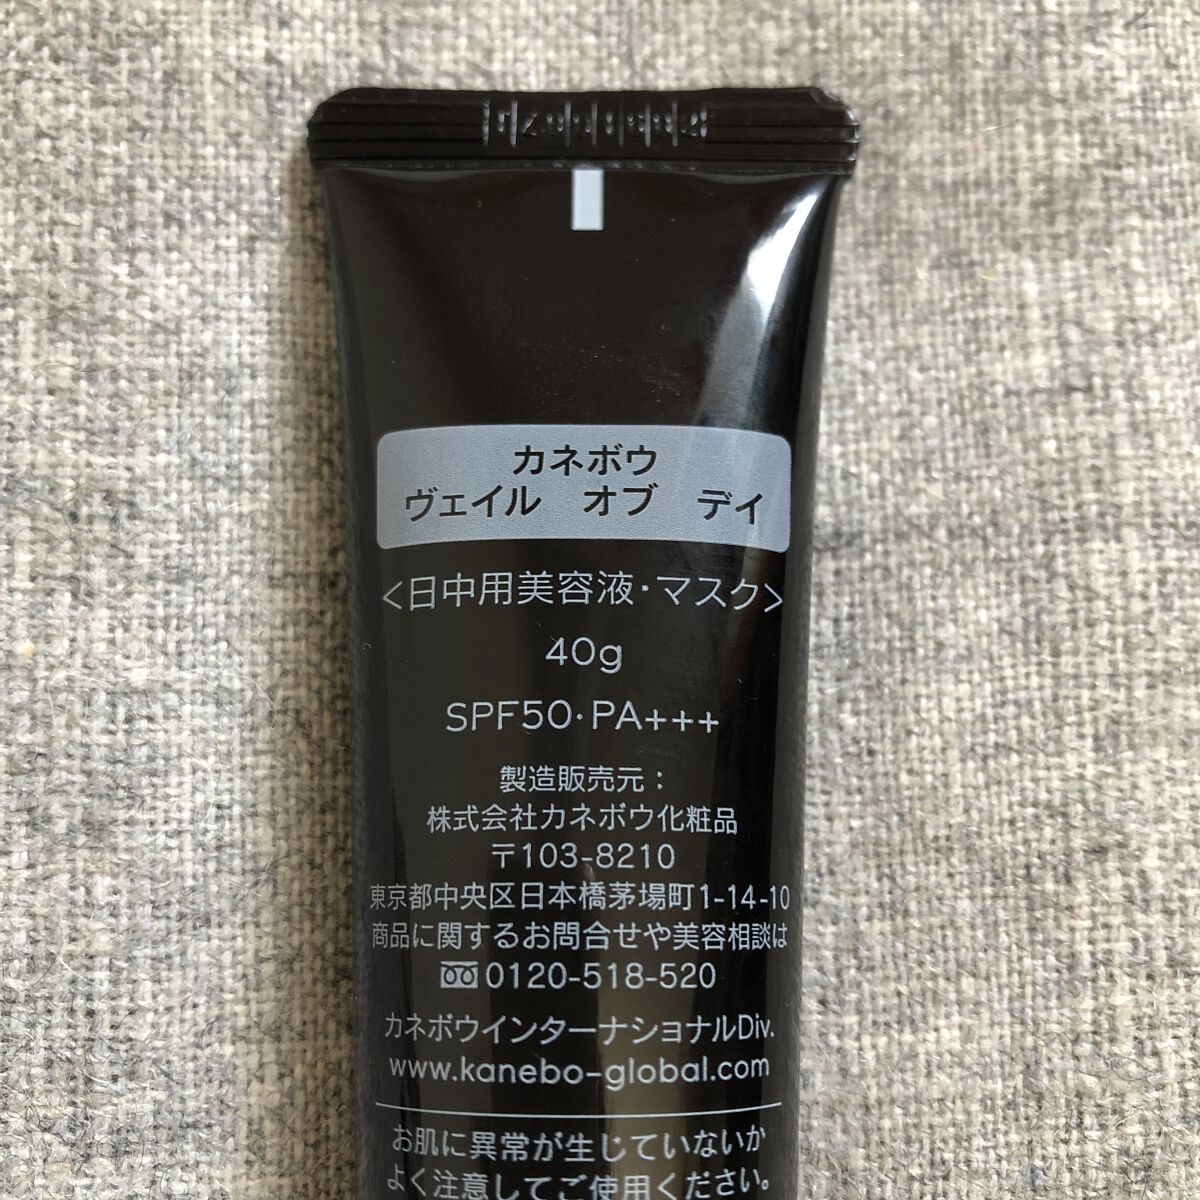 カネボウ
ヴェイル オブ デイ
<日中用美容液・マスク>
40g
SPF50・PA+++
製造販売元：
株式会社カネボウ化粧品
〒103-8210
東京都中央区日本橋茅場町1-14-10
商品に関するお問合せや美容相談は
0120-518-520
カネボウインターナショナルDiv.
www.kanebo-global.com
お肌に異常が生じていないか
よく注意してご使用ください。